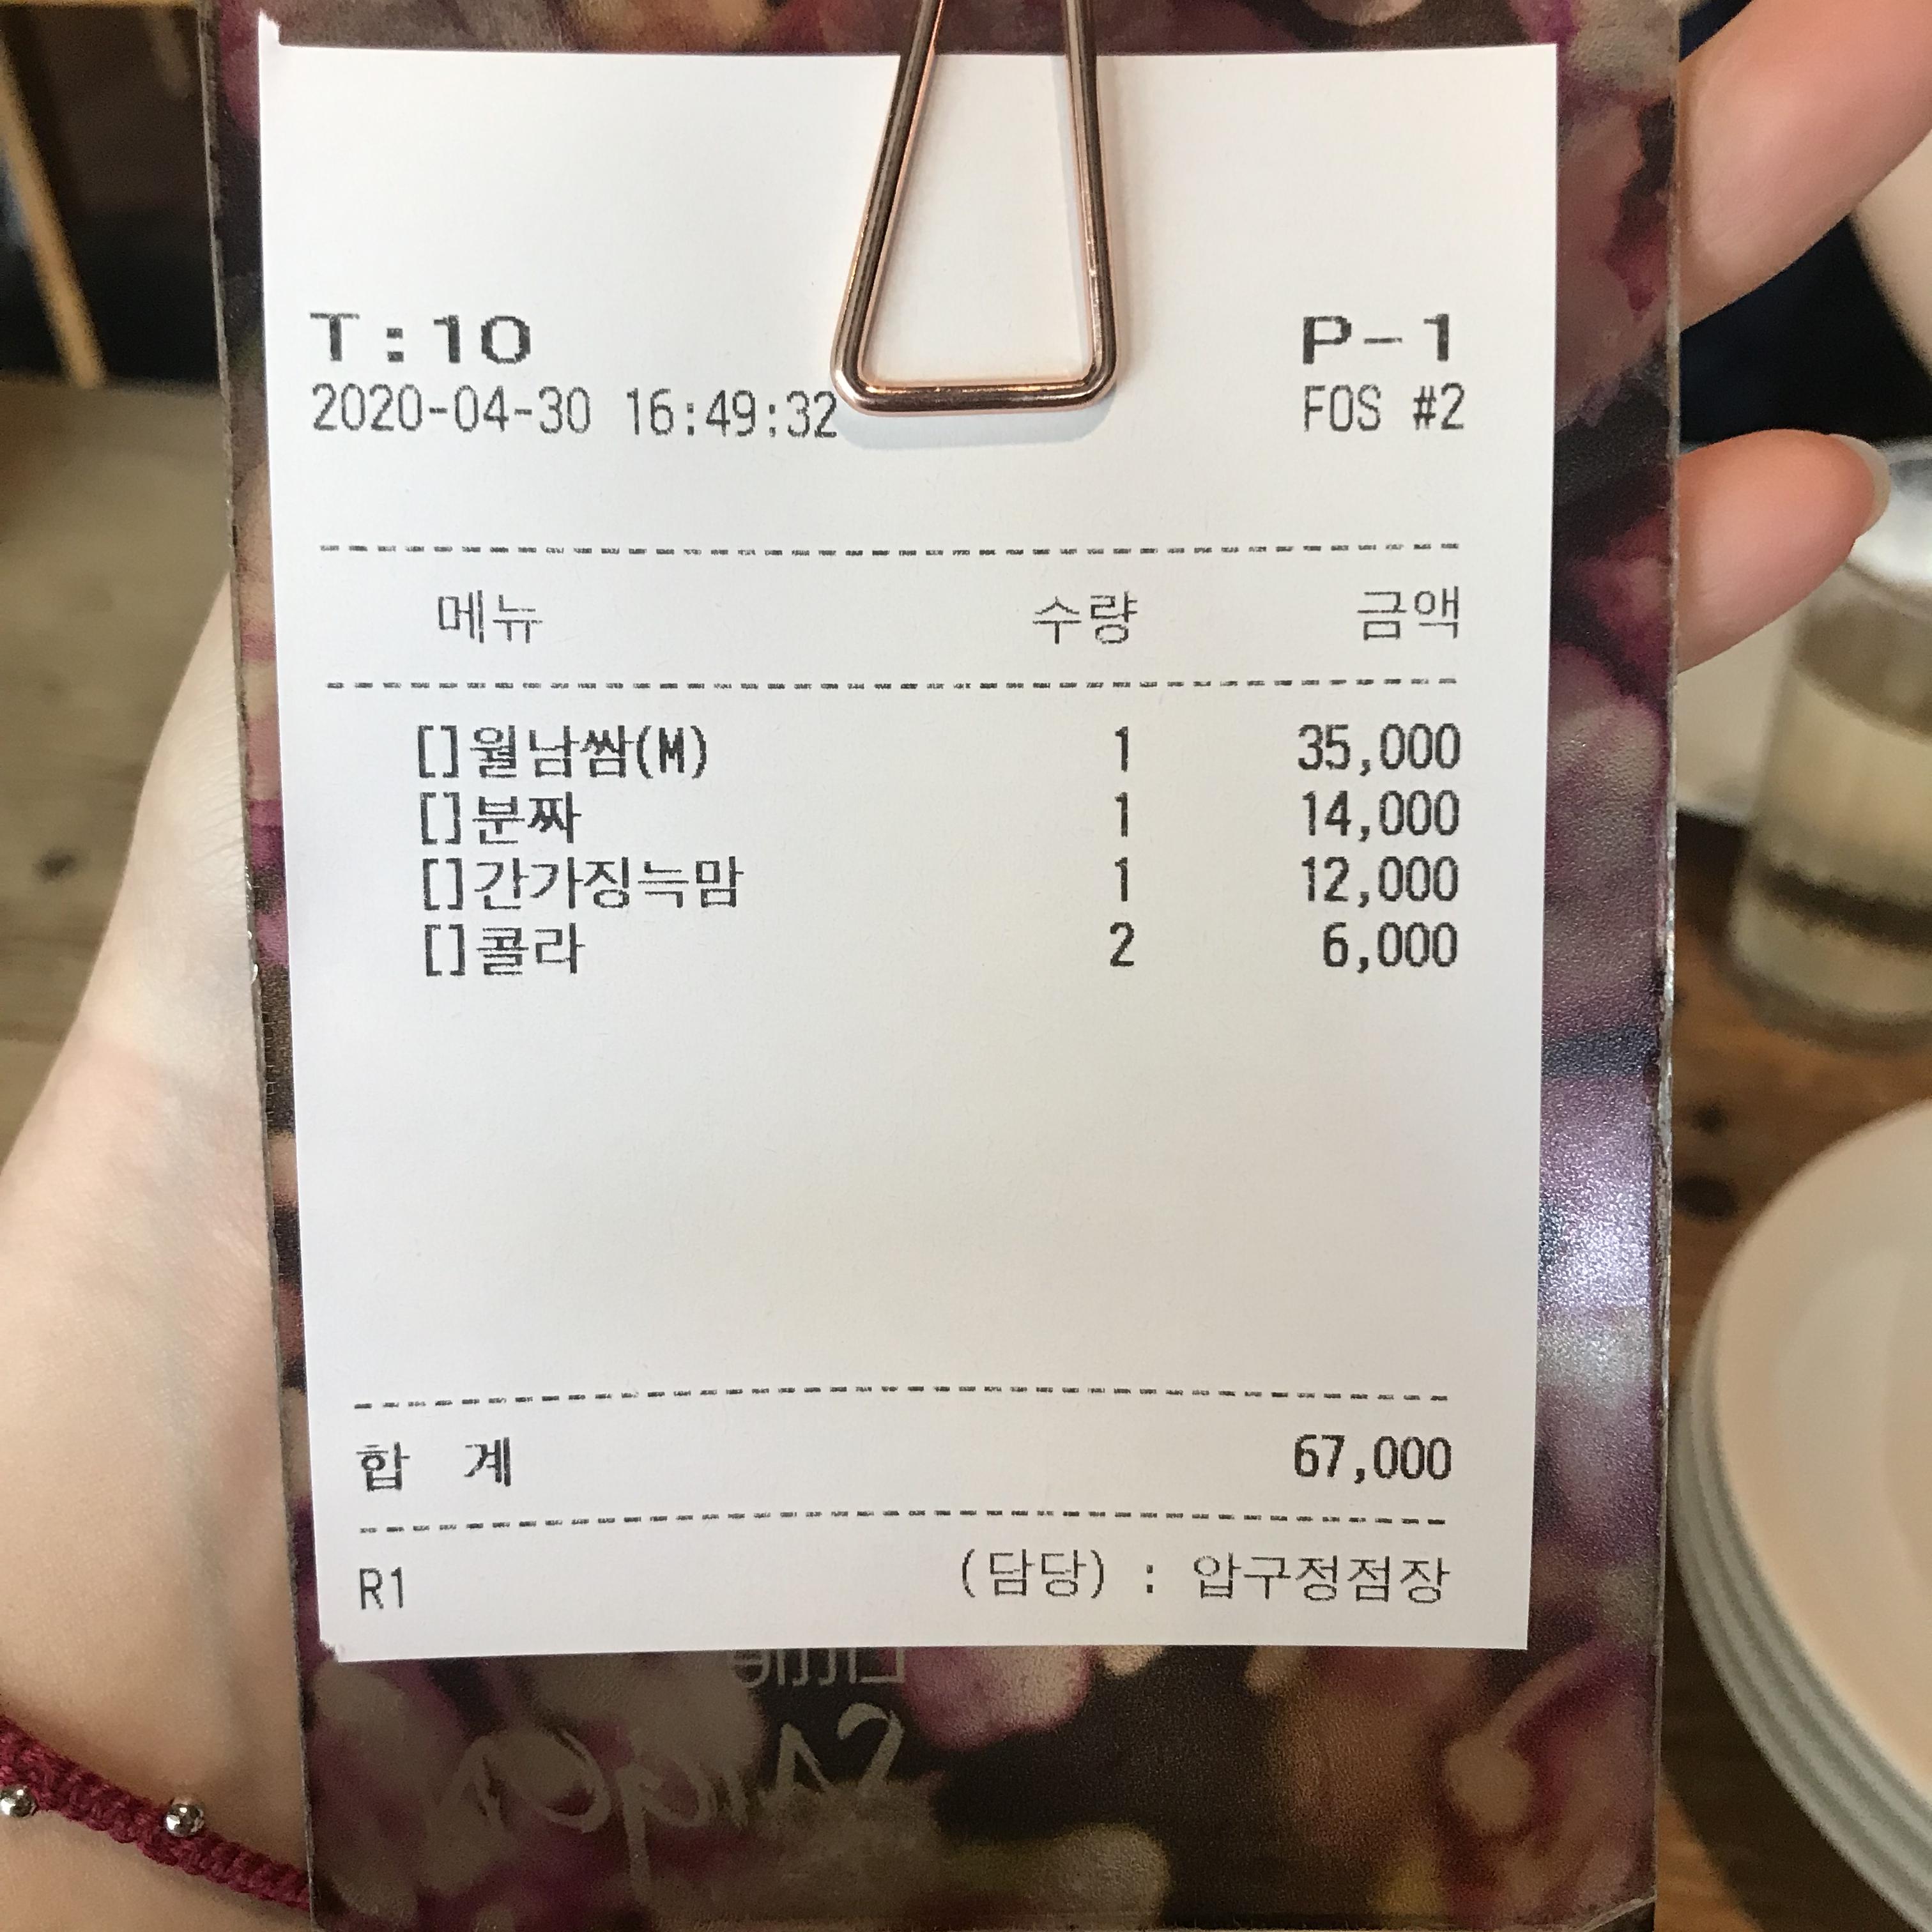 T:10 P-1
2020-04-30 16:49:32 FOS #2
메뉴 수량 금액
[]월남쌈(M) 1 35,000
[]분짜 1 14,000
[]간가징늑맘 1 12,000
[]콜라 2 6,000
합 계 67,000
R1 (담당) : 압구정점장
Little
SAigon